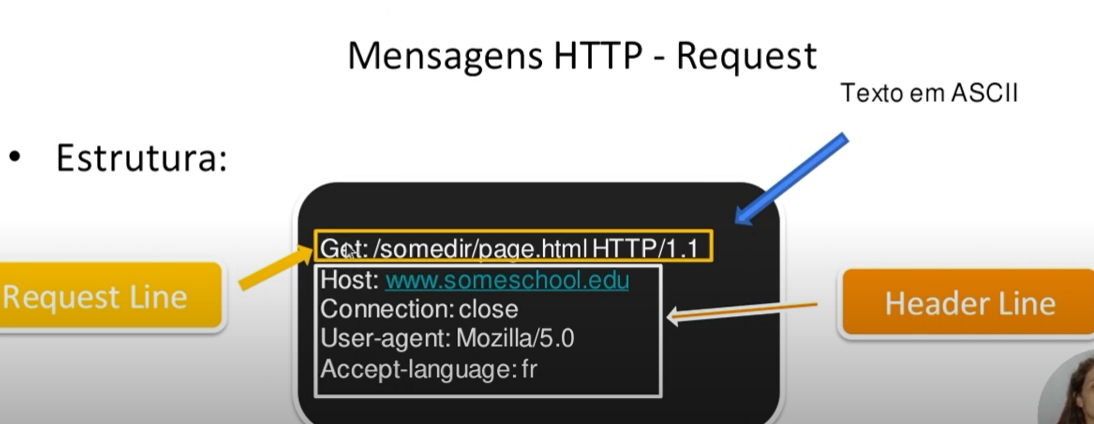 Mensagens HTTP - Request
Texto em ASCII
• Estrutura:
Get: /somedir/page.html HTTP/1.1
Host: www.someschool.edu
Connection: close
User-agent: Mozilla/5.0
Accept-language: fr
Request Line
Header Line